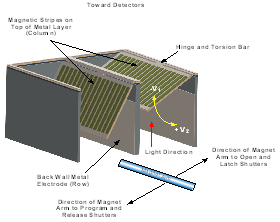 Toward Detectors
Magnetic Stripes on
Top of Metal Layer
(Column)
Hinge and Torsion Bar
-V1
+V2
Light Direction
Back Wall Metal
Electrode (Row)
Direction of Magnet
Arm to Open and
Latch Shutters
Direction of Magnet
Arm to Program and
Release Shutters